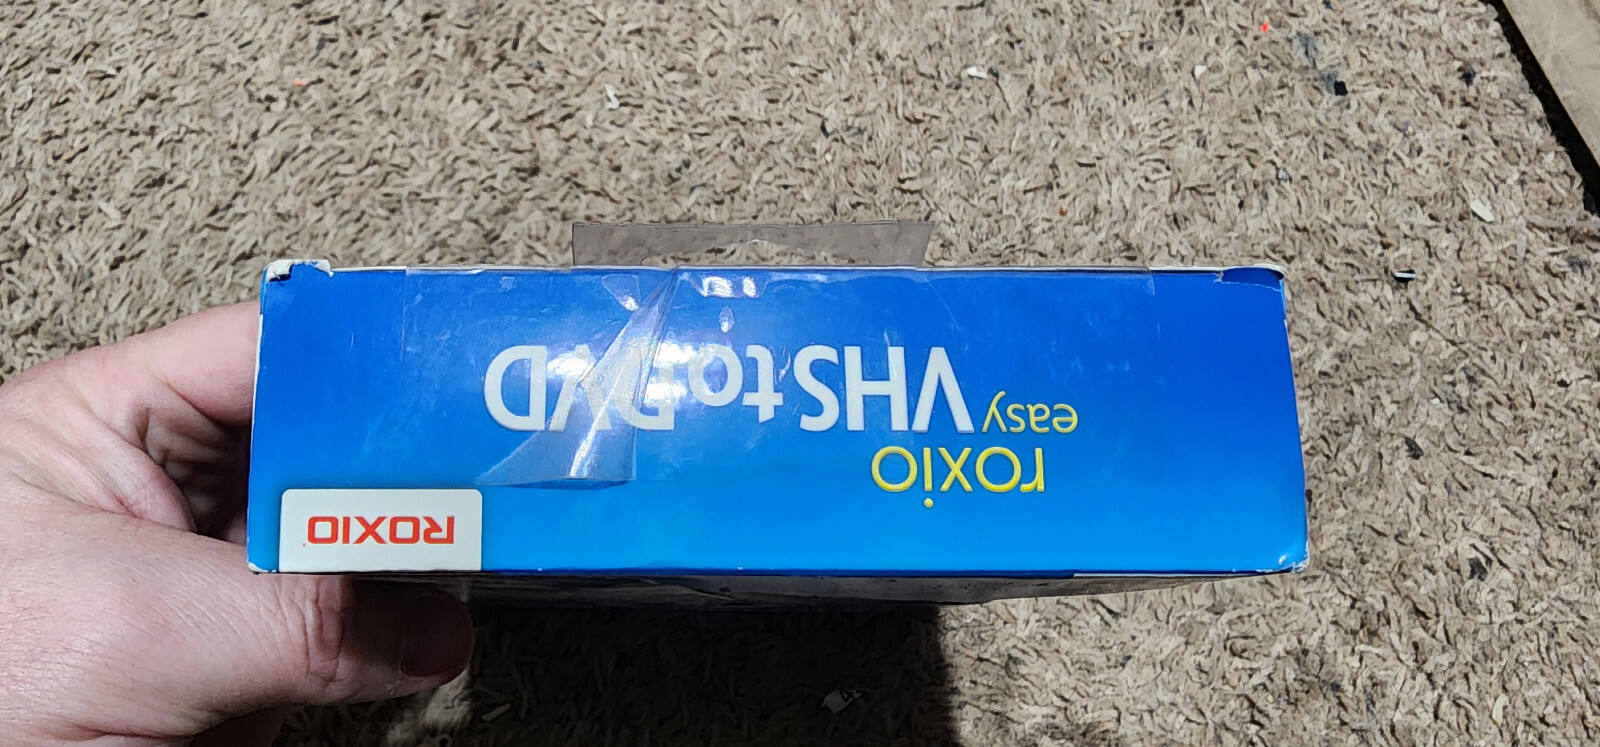 ROXIO
roxio
easy VHS to DVD